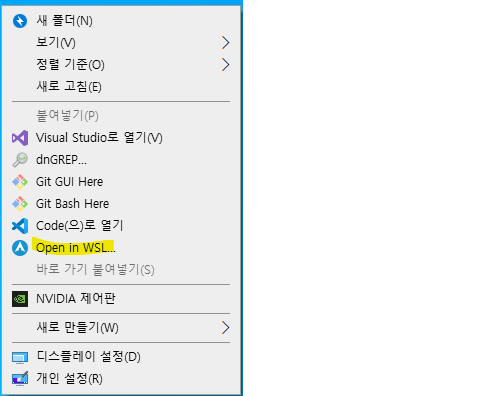 새 폴더(N)
보기(V)
정렬 기준(O)
새로 고침(E)
붙여넣기(P)
Visual Studio로 열기(V)
dnGREP...
Git GUI Here
Git Bash Here
Code(으)로 열기
Open in WSL...
바로 가기 붙여넣기(S)
NVIDIA 제어판
새로 만들기(W)
디스플레이 설정(D)
개인 설정(R)